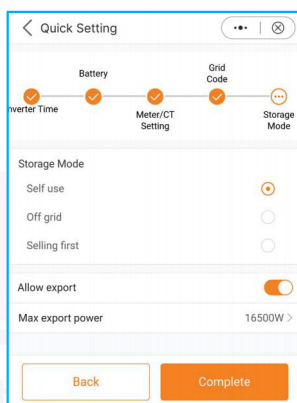 Quick Setting
Battery
Grid
Code
nverter Time
Meter/CT
Setting
Storage
Mode
Storage Mode
Self use
Off grid
Selling first
Allow export
Max export power 16500W >
Back Complete